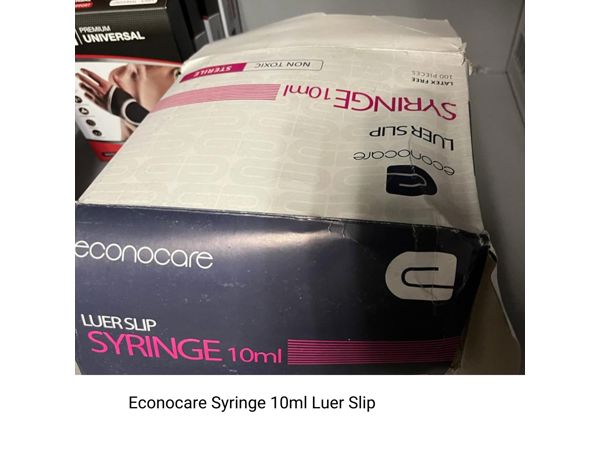 PREMIUM
UNIVERSAL
NON TOXIC
STERILE
LATEX FREE
100 PIECES
SYRINGE 10ml
LUER SLIP
econocare
econocare
LUER SLIP
SYRINGE 10ml
Econocare Syringe 10ml Luer Slip